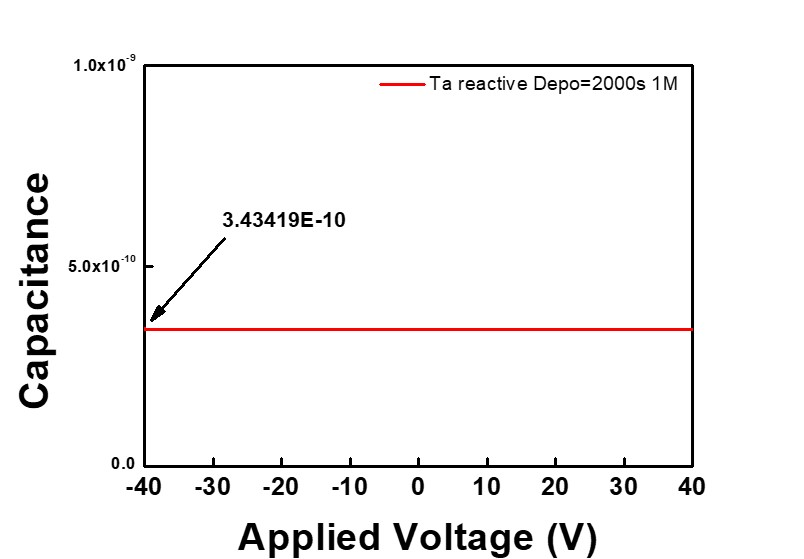 1.0x10⁻⁹
Ta reactive Depo=2000s 1M
3.43419E-10
5.0x10⁻¹⁰
Capacitance
0.0
-40 -30 -20 -10 0 10 20 30 40
Applied Voltage (V)